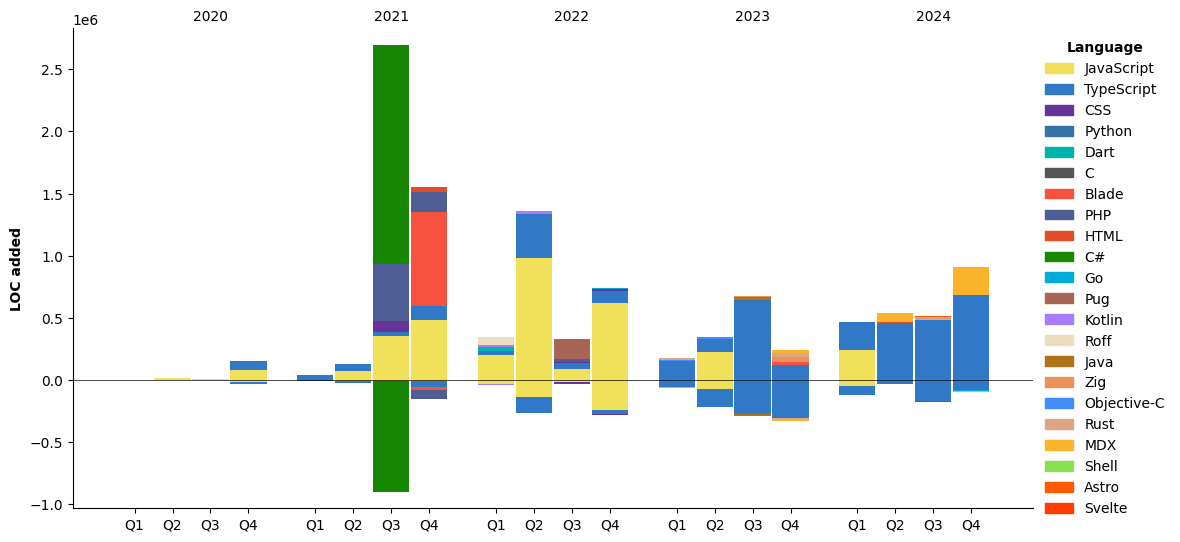 2020 2021 2022 2023 2024
1e6
Language
JavaScript
TypeScript
CSS
Python
Dart
C
Blade
PHP
HTML
C#
Go
Pug
Kotlin
Roff
Java
Zig
Objective-C
Rust
MDX
Shell
Astro
Svelte
LOC added
2.5
2.0
1.5
1.0
0.5
0.0
−0.5
−1.0
Q1 Q2 Q3 Q4 Q1 Q2 Q3 Q4 Q1 Q2 Q3 Q4 Q1 Q2 Q3 Q4 Q1 Q2 Q3 Q4